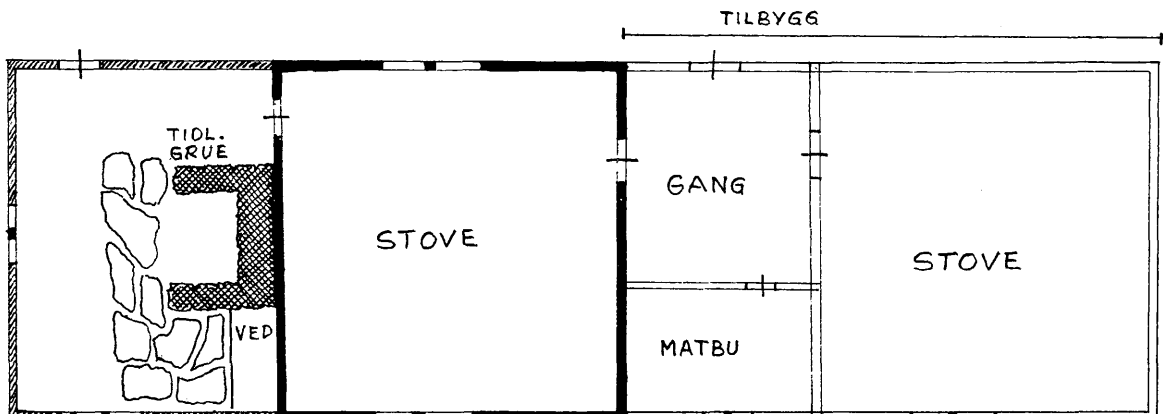 TILBYGG
TIDL.
GRUE
GANG
STOVE
STOVE
VED
MATBU